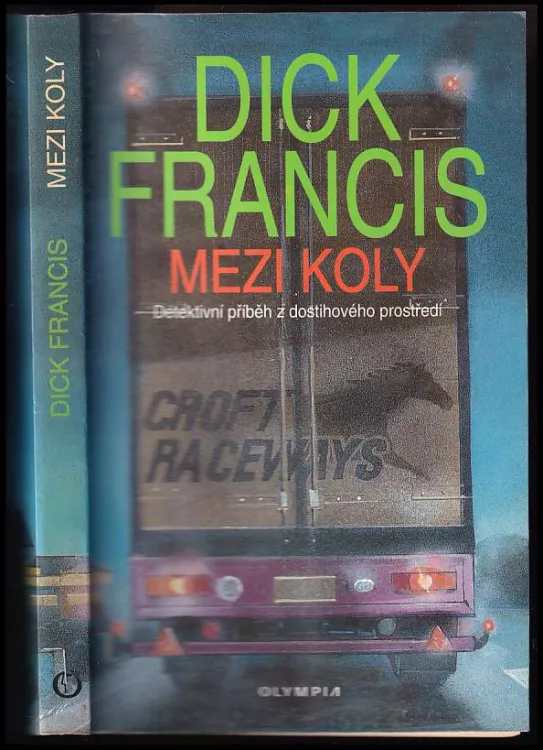 DICK
FRANCIS
MEZI KOLY
Detektivní příběh z dostihového prostředí
CROFT
RACEWAYS
OLYMPIA
DICK FRANCIS MEZI KOLY